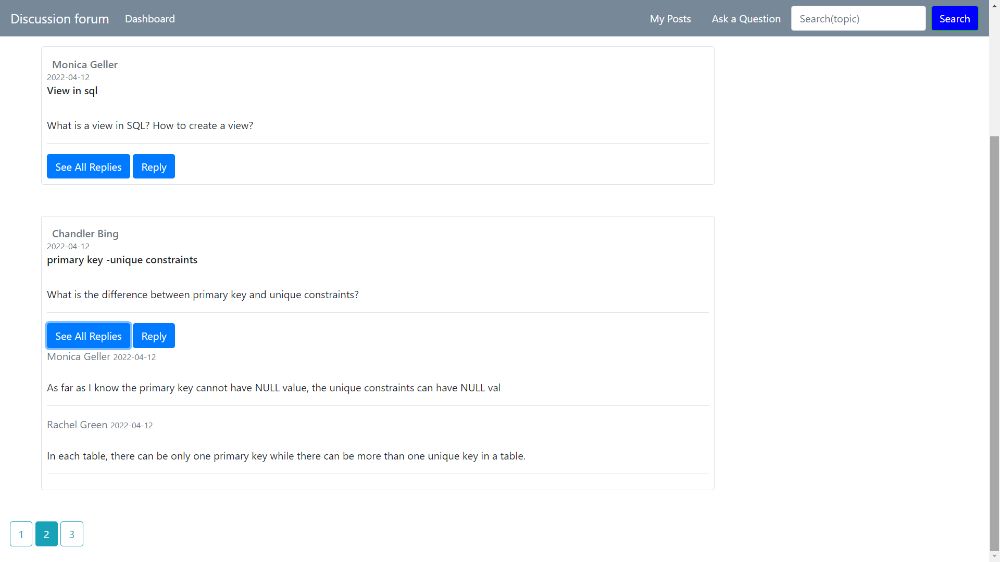 Discussion forum Dashboard My Posts Ask a Question Search(topic) Search
Monica Geller
2022-04-12
View in sql
What is a view in SQL? How to create a view?
See All Replies Reply
Chandler Bing
2022-04-12
primary key -unique constraints
What is the difference between primary key and unique constraints?
See All Replies Reply
Monica Geller 2022-04-12
As far as I know the primary key cannot have NULL value, the unique constraints can have NULL val
Rachel Green 2022-04-12
In each table, there can be only one primary key while there can be more than one unique key in a table.
1 2 3